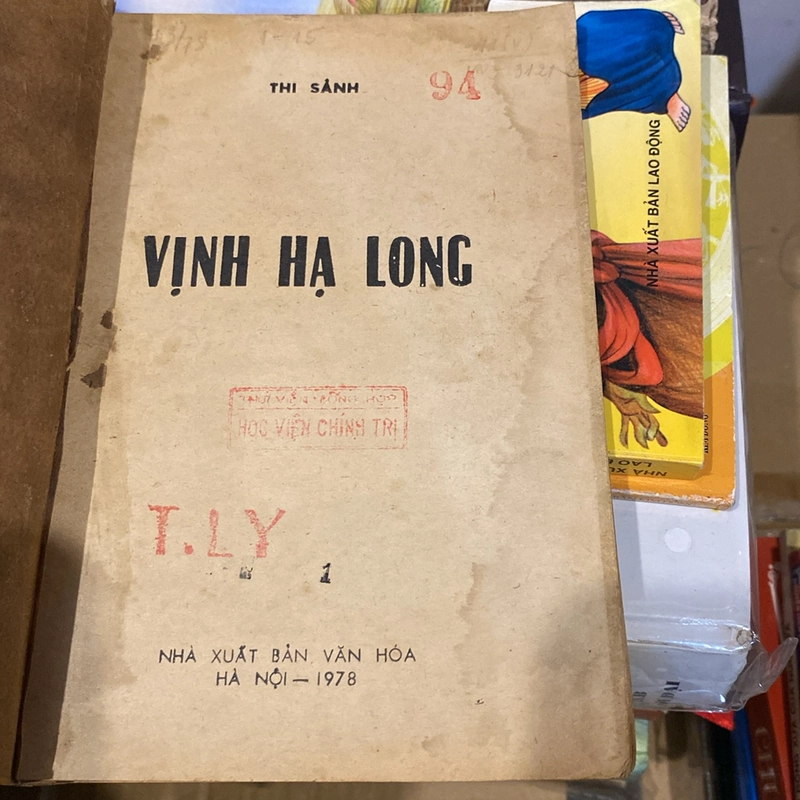 THI SẢNH
94
VỊNH HẠ LONG
HỌC VIỆN CHÍNH TRỊ
T.LY
1
NHÀ XUẤT BẢN VĂN HÓA
HÀ NỘI — 1978
NHÀ XUẤT BẢN LAO ĐỘNG